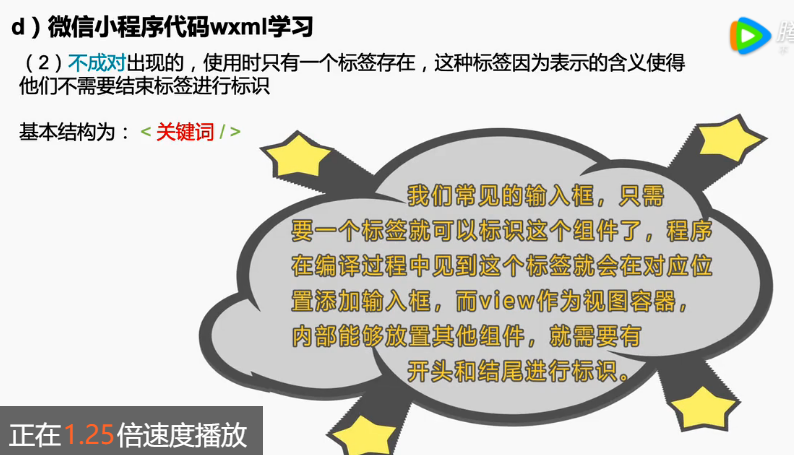 d）微信小程序代码wxml学习
（2）不成对出现的，使用时只有一个标签存在，这种标签因为表示的含义使得
他们不需要结束标签进行标识
基本结构为：<关键词 />
我们常见的输入框，只需
要一个标签就可以标识这个组件了，程序
在编译过程中见到这个标签就会在对应位
置添加输入框，而view作为视图容器，
内部能够放置其他组件，就需要有
开头和结尾进行标识。
正在1.25倍速度播放